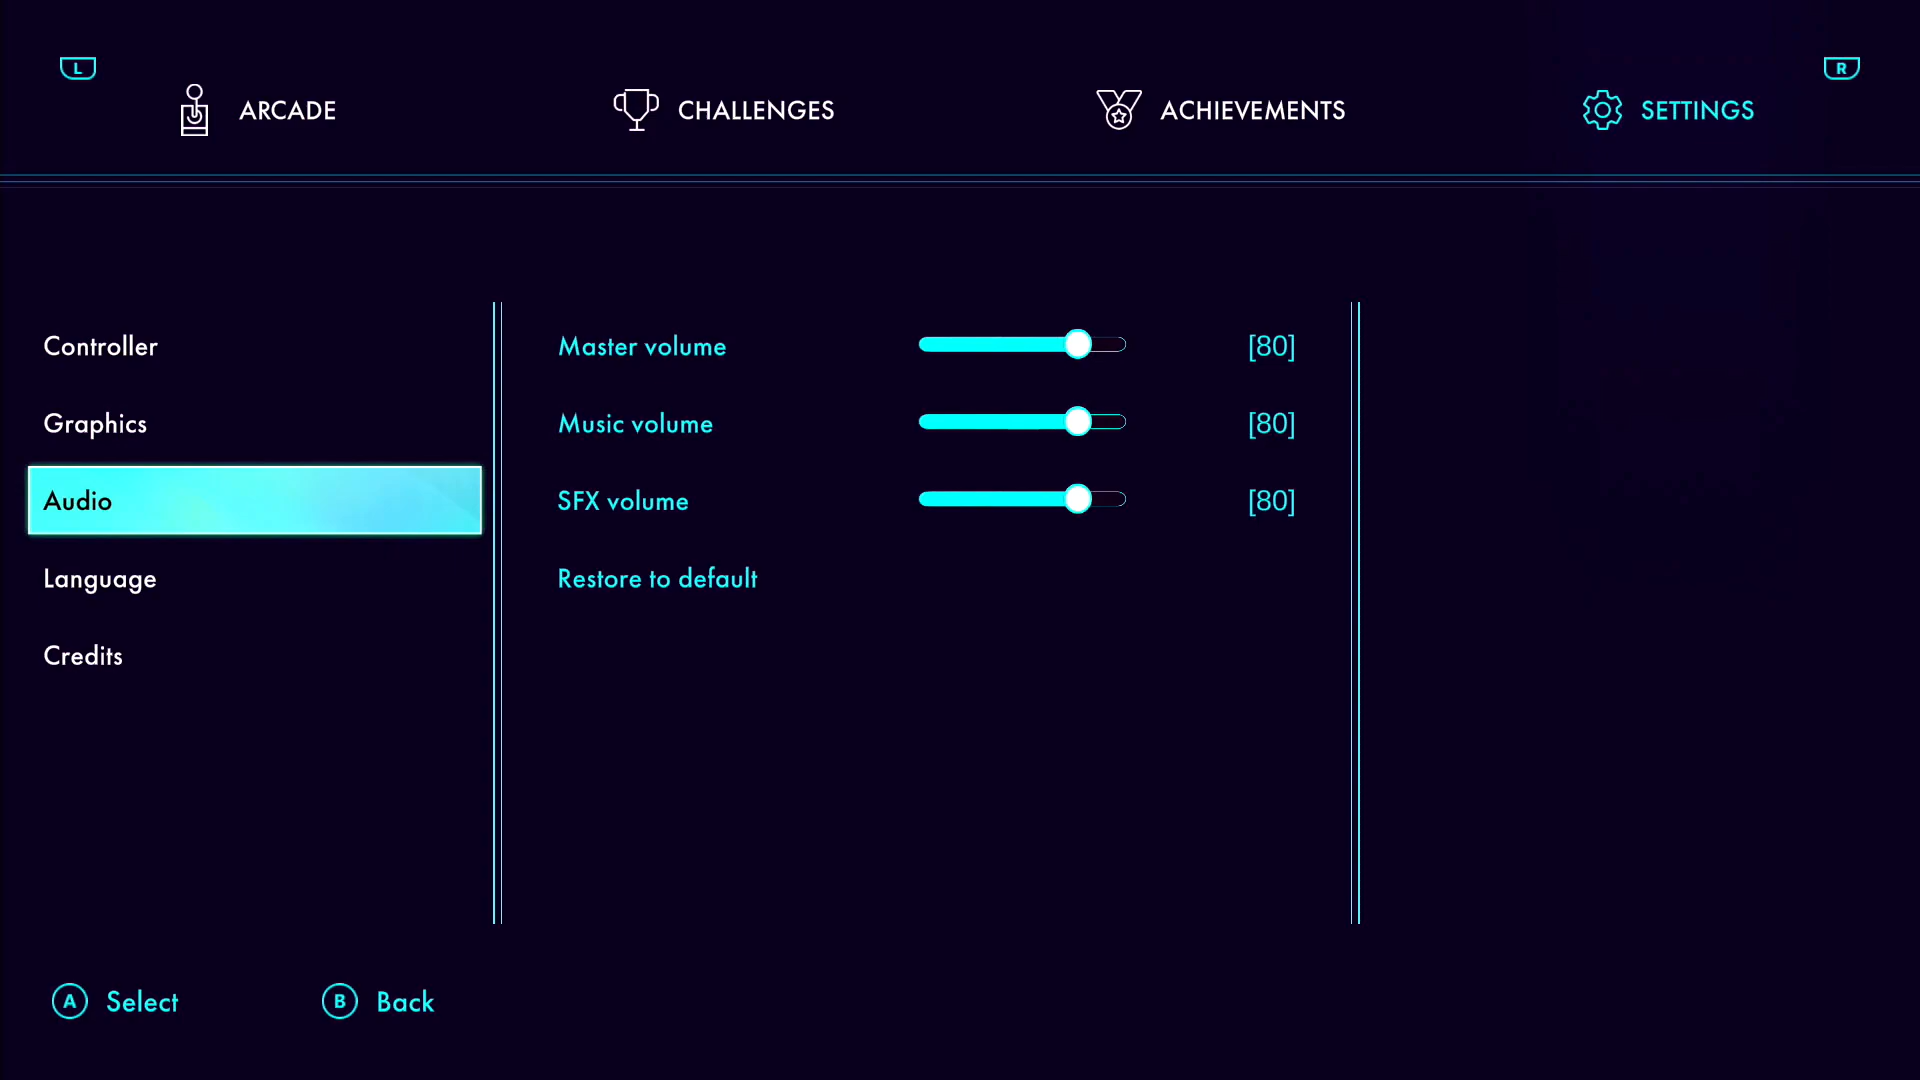 L
R
ARCADE
CHALLENGES
ACHIEVEMENTS
SETTINGS
Controller
Graphics
Audio
Language
Credits
Master volume [80]
Music volume [80]
SFX volume [80]
Restore to default
A Select
B Back